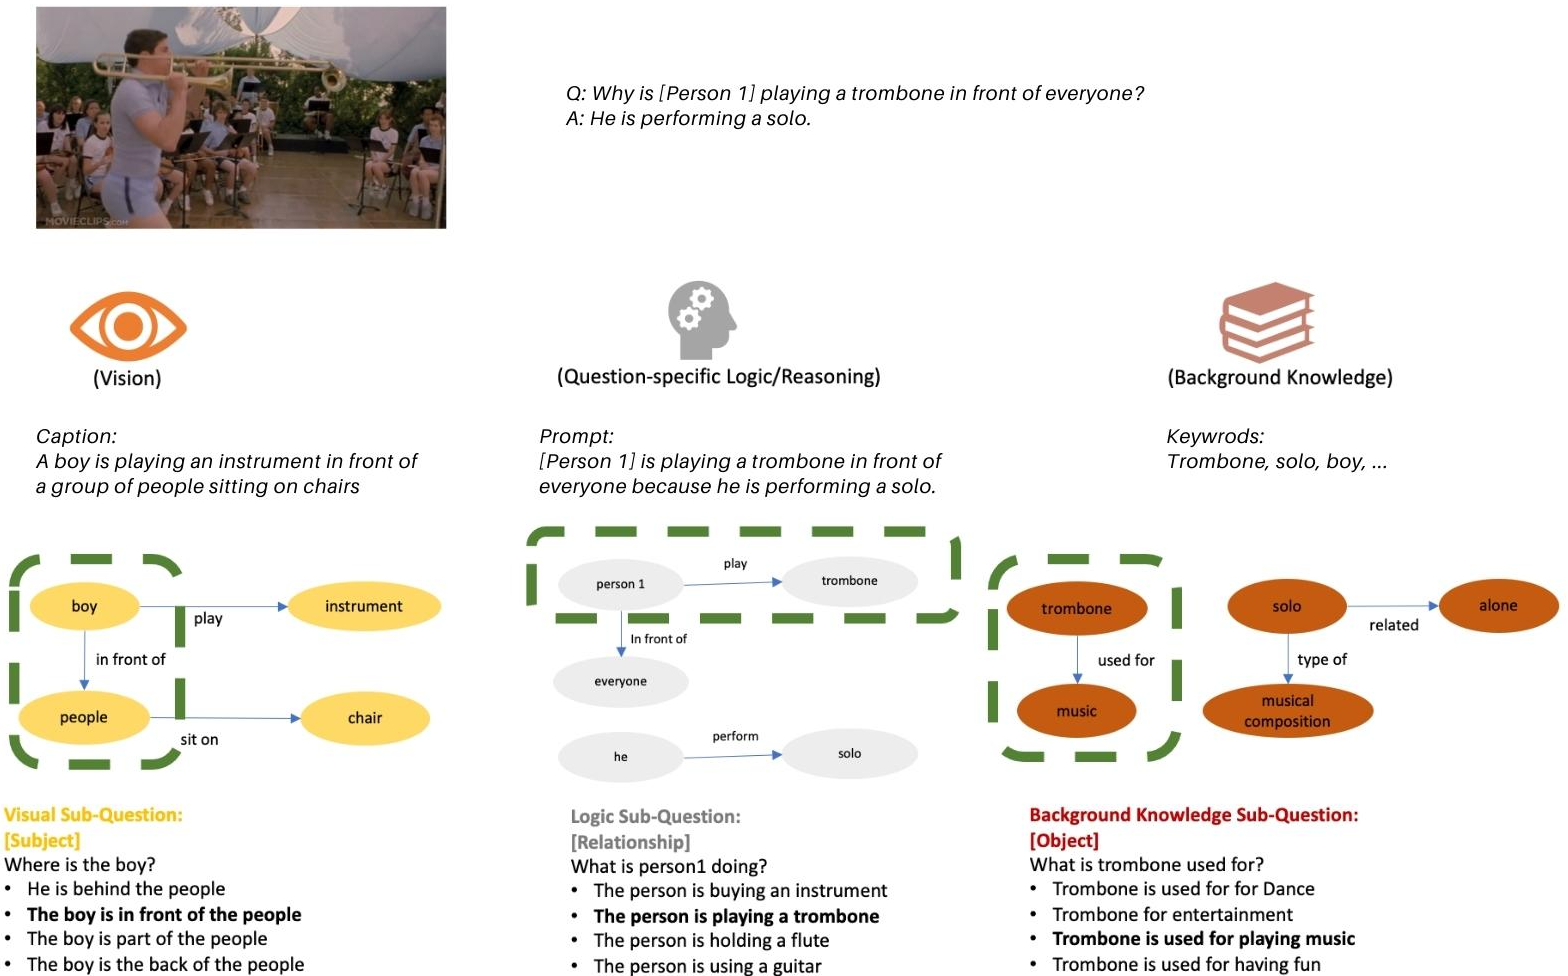 MOVIECLIPS.COM
Q: Why is [Person 1] playing a trombone in front of everyone?
A: He is performing a solo.
(Vision)
(Question-specific Logic/Reasoning)
(Background Knowledge)
Caption:
A boy is playing an instrument in front of
a group of people sitting on chairs
Prompt:
[Person 1] is playing a trombone in front of
everyone because he is performing a solo.
Keywrods:
Trombone, solo, boy, ...
boy
play
instrument
in front of
people
sit on
chair
person 1
play
trombone
In front of
everyone
he
perform
solo
trombone
used for
music
solo
related
alone
type of
musical
composition
Visual Sub-Question:
[Subject]
Where is the boy?
• He is behind the people
• The boy is in front of the people
• The boy is part of the people
• The boy is the back of the people
Logic Sub-Question:
[Relationship]
What is person1 doing?
• The person is buying an instrument
• The person is playing a trombone
• The person is holding a flute
• The person is using a guitar
Background Knowledge Sub-Question:
[Object]
What is trombone used for?
• Trombone is used for for Dance
• Trombone for entertainment
• Trombone is used for playing music
• Trombone is used for having fun